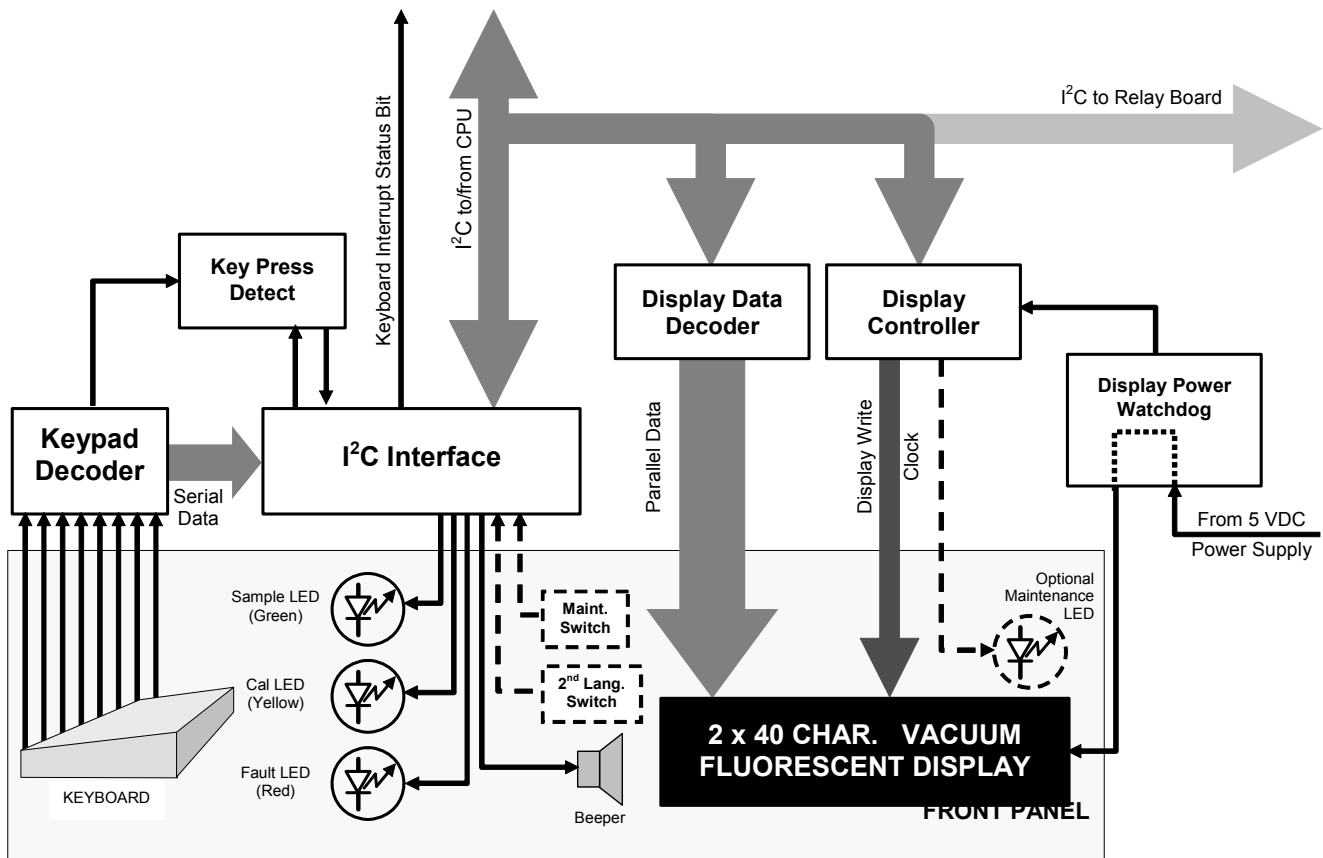 I²C to Relay Board
Keyboard Interrupt Status Bit
I²C to/from CPU
Key Press
Detect
Display Data
Decoder
Display
Controller
Display Power
Watchdog
Keypad
Decoder
Serial
Data
I²C Interface
Parallel Data
Display Write
Clock
From 5 VDC
Power Supply
Sample LED
(Green)
Maint.
Switch
Optional
Maintenance
LED
Cal LED
(Yellow)
2nd Lang.
Switch
2 x 40 CHAR. VACUUM
FLUORESCENT DISPLAY
Fault LED
(Red)
KEYBOARD
Beeper
FRONT PANEL